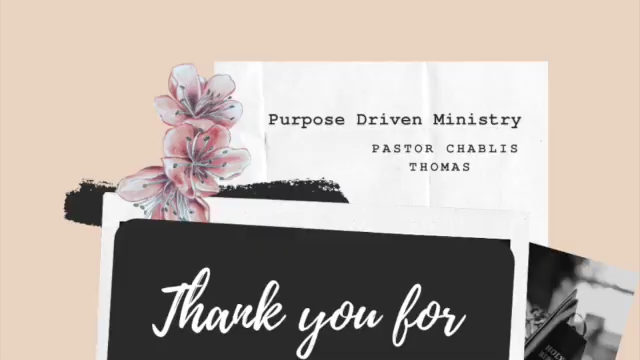 Purpose Driven Ministry
PASTOR CHABLIS
THOMAS
Thank you for